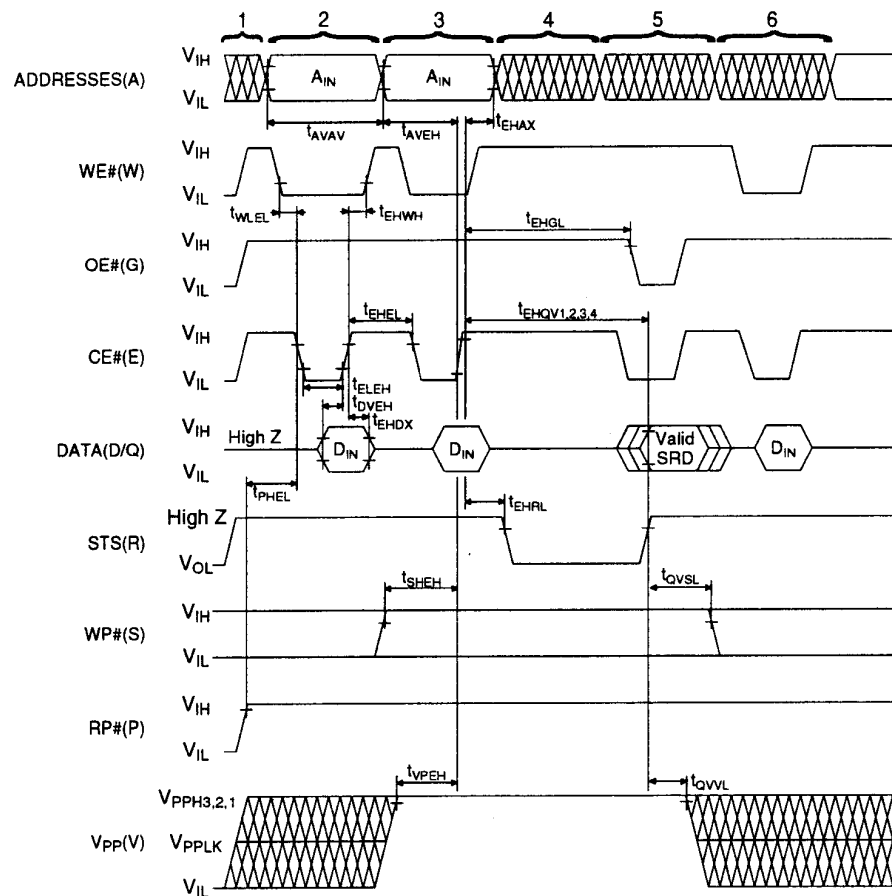 1 2 3 4 5 6
ADDRESSES(A)
VIH
VIL
AIN AIN
tAVAV tAVEH tEHAX
WE#(W)
VIH
VIL
tWLEL tEHWH
OE#(G)
VIH
VIL
tEHGL
CE#(E)
VIH
VIL
tEHEL tEHQV1,2,3,4
tELEH
tDVEH
tEHDX
DATA(D/Q)
VIH
High Z
VIL
DIN DIN Valid SRD DIN
tPHEL
tEHRL
STS(R)
High Z
VOL
tSHEH tQVSL
WP#(S)
VIH
VIL
RP#(P)
VIH
VIL
tVPEH tQVVL
VPP(V)
VPPH3,2,1
VPPLK
VIL